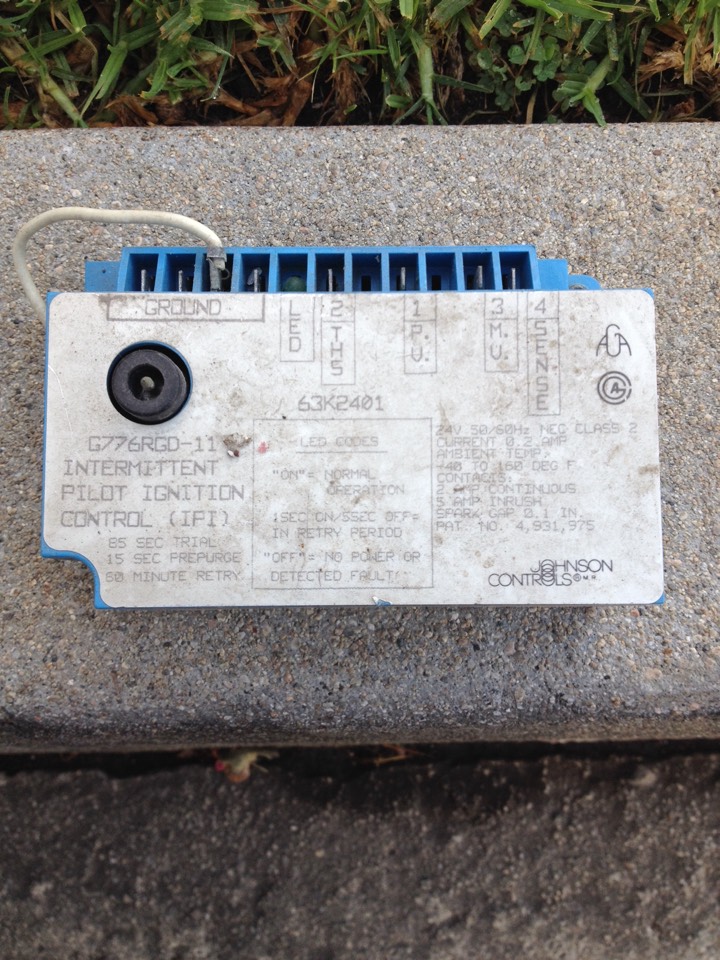 GROUND
LED
2 THS
1 P.V.
3 M.V.
4 SENSE
63K2401
G776RGD-11
INTERMITTENT
PILOT IGNITION
CONTROL (IPI)
85 SEC TRIAL
15 SEC PREPURGE
60 MINUTE RETRY
LED CODES
"ON"= NORMAL
OPERATION
1SEC ON/5SEC OFF=
IN RETRY PERIOD
"OFF"= NO POWER OR
DETECTED FAULT!
24V 50/60Hz NEC CLASS 2
CURRENT 0.2 AMP
AMBIENT TEMP.
-40 TO 160 DEG F
CONTACTS:
2 AMP CONTINUOUS
5 AMP INRUSH
SPARK GAP 0.1 IN.
PAT NO. 4,931,975
JOHNSON
CONTROLS ® M.R.